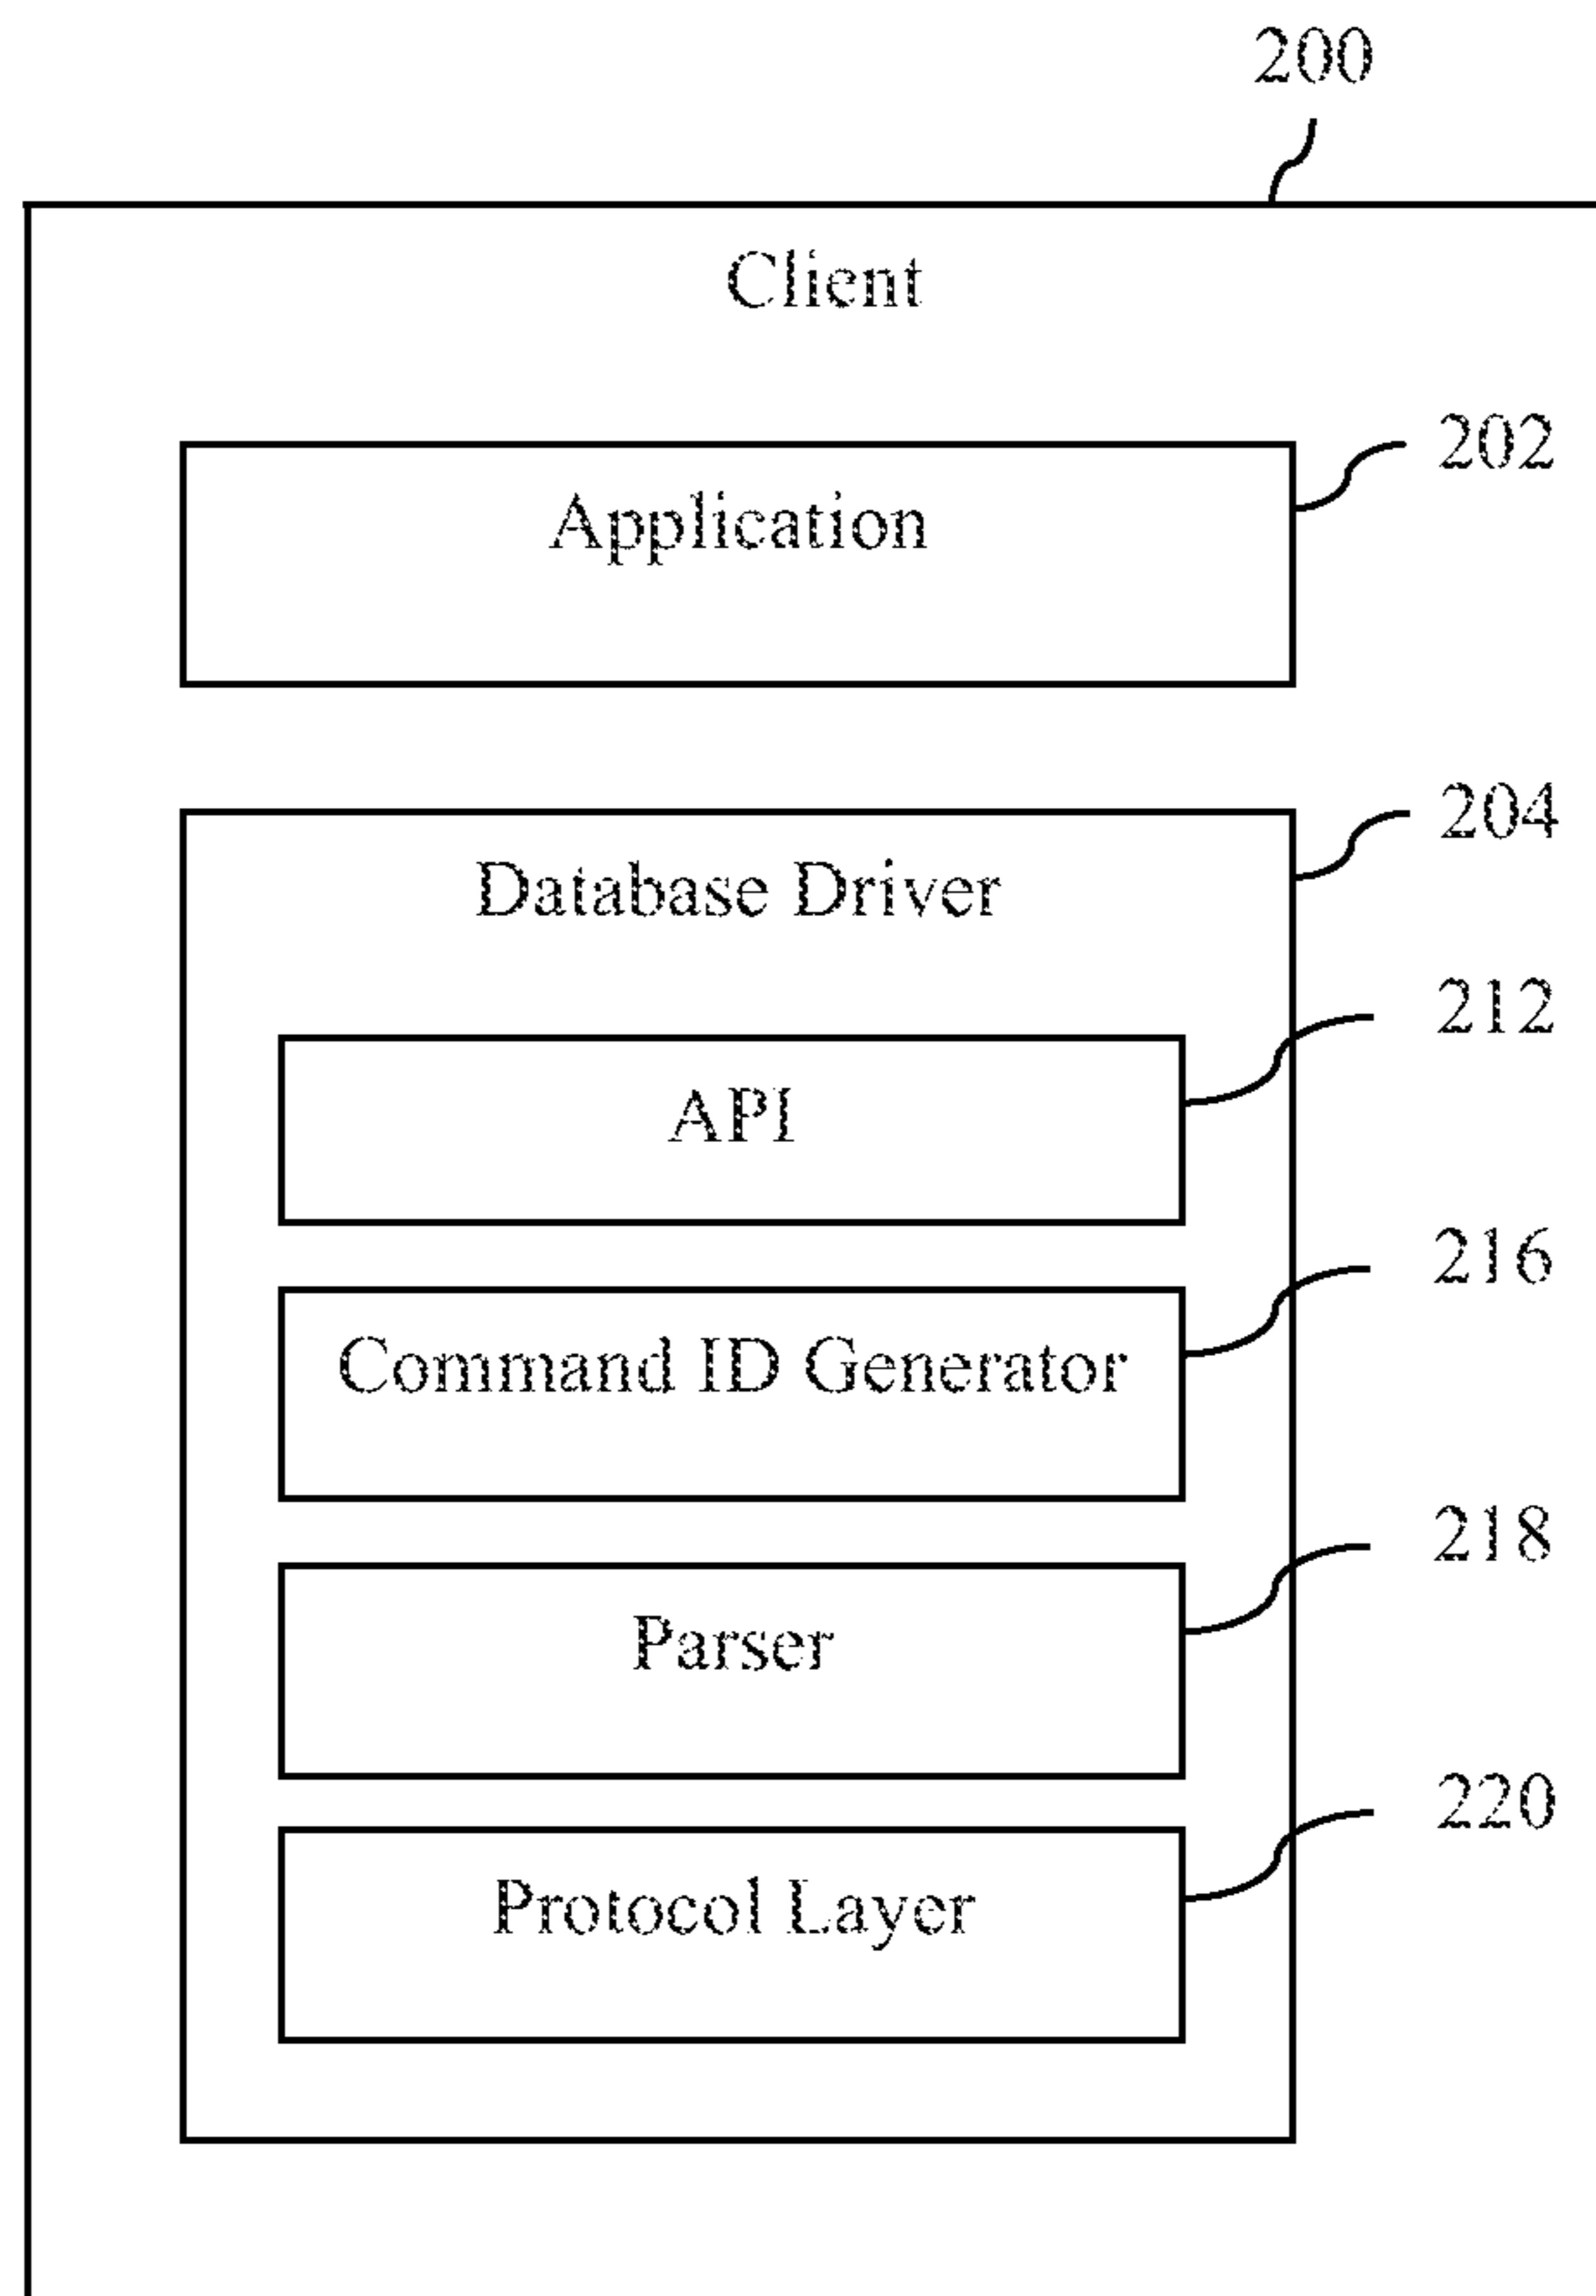 200
Client
202
Application
204
Database Driver
212
API
216
Command ID Generator
218
Parser
220
Protocol Layer